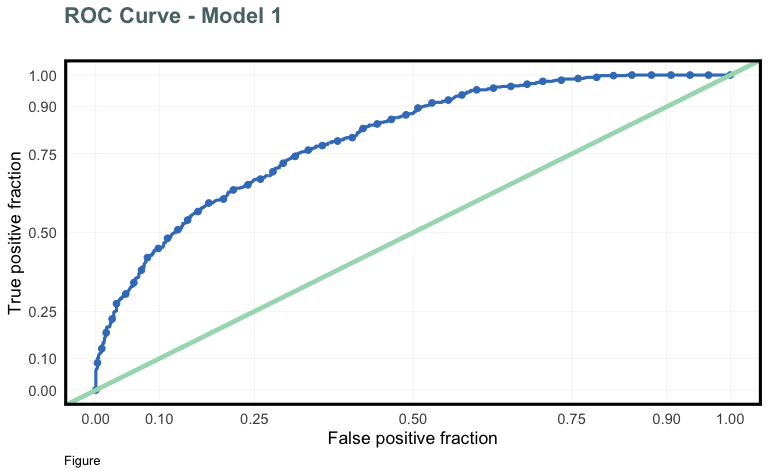 ROC Curve - Model 1
True positive fraction
1.00
0.90
0.75
0.50
0.25
0.10
0.00
0.00 0.10 0.25 0.50 0.75 0.90 1.00
False positive fraction
Figure